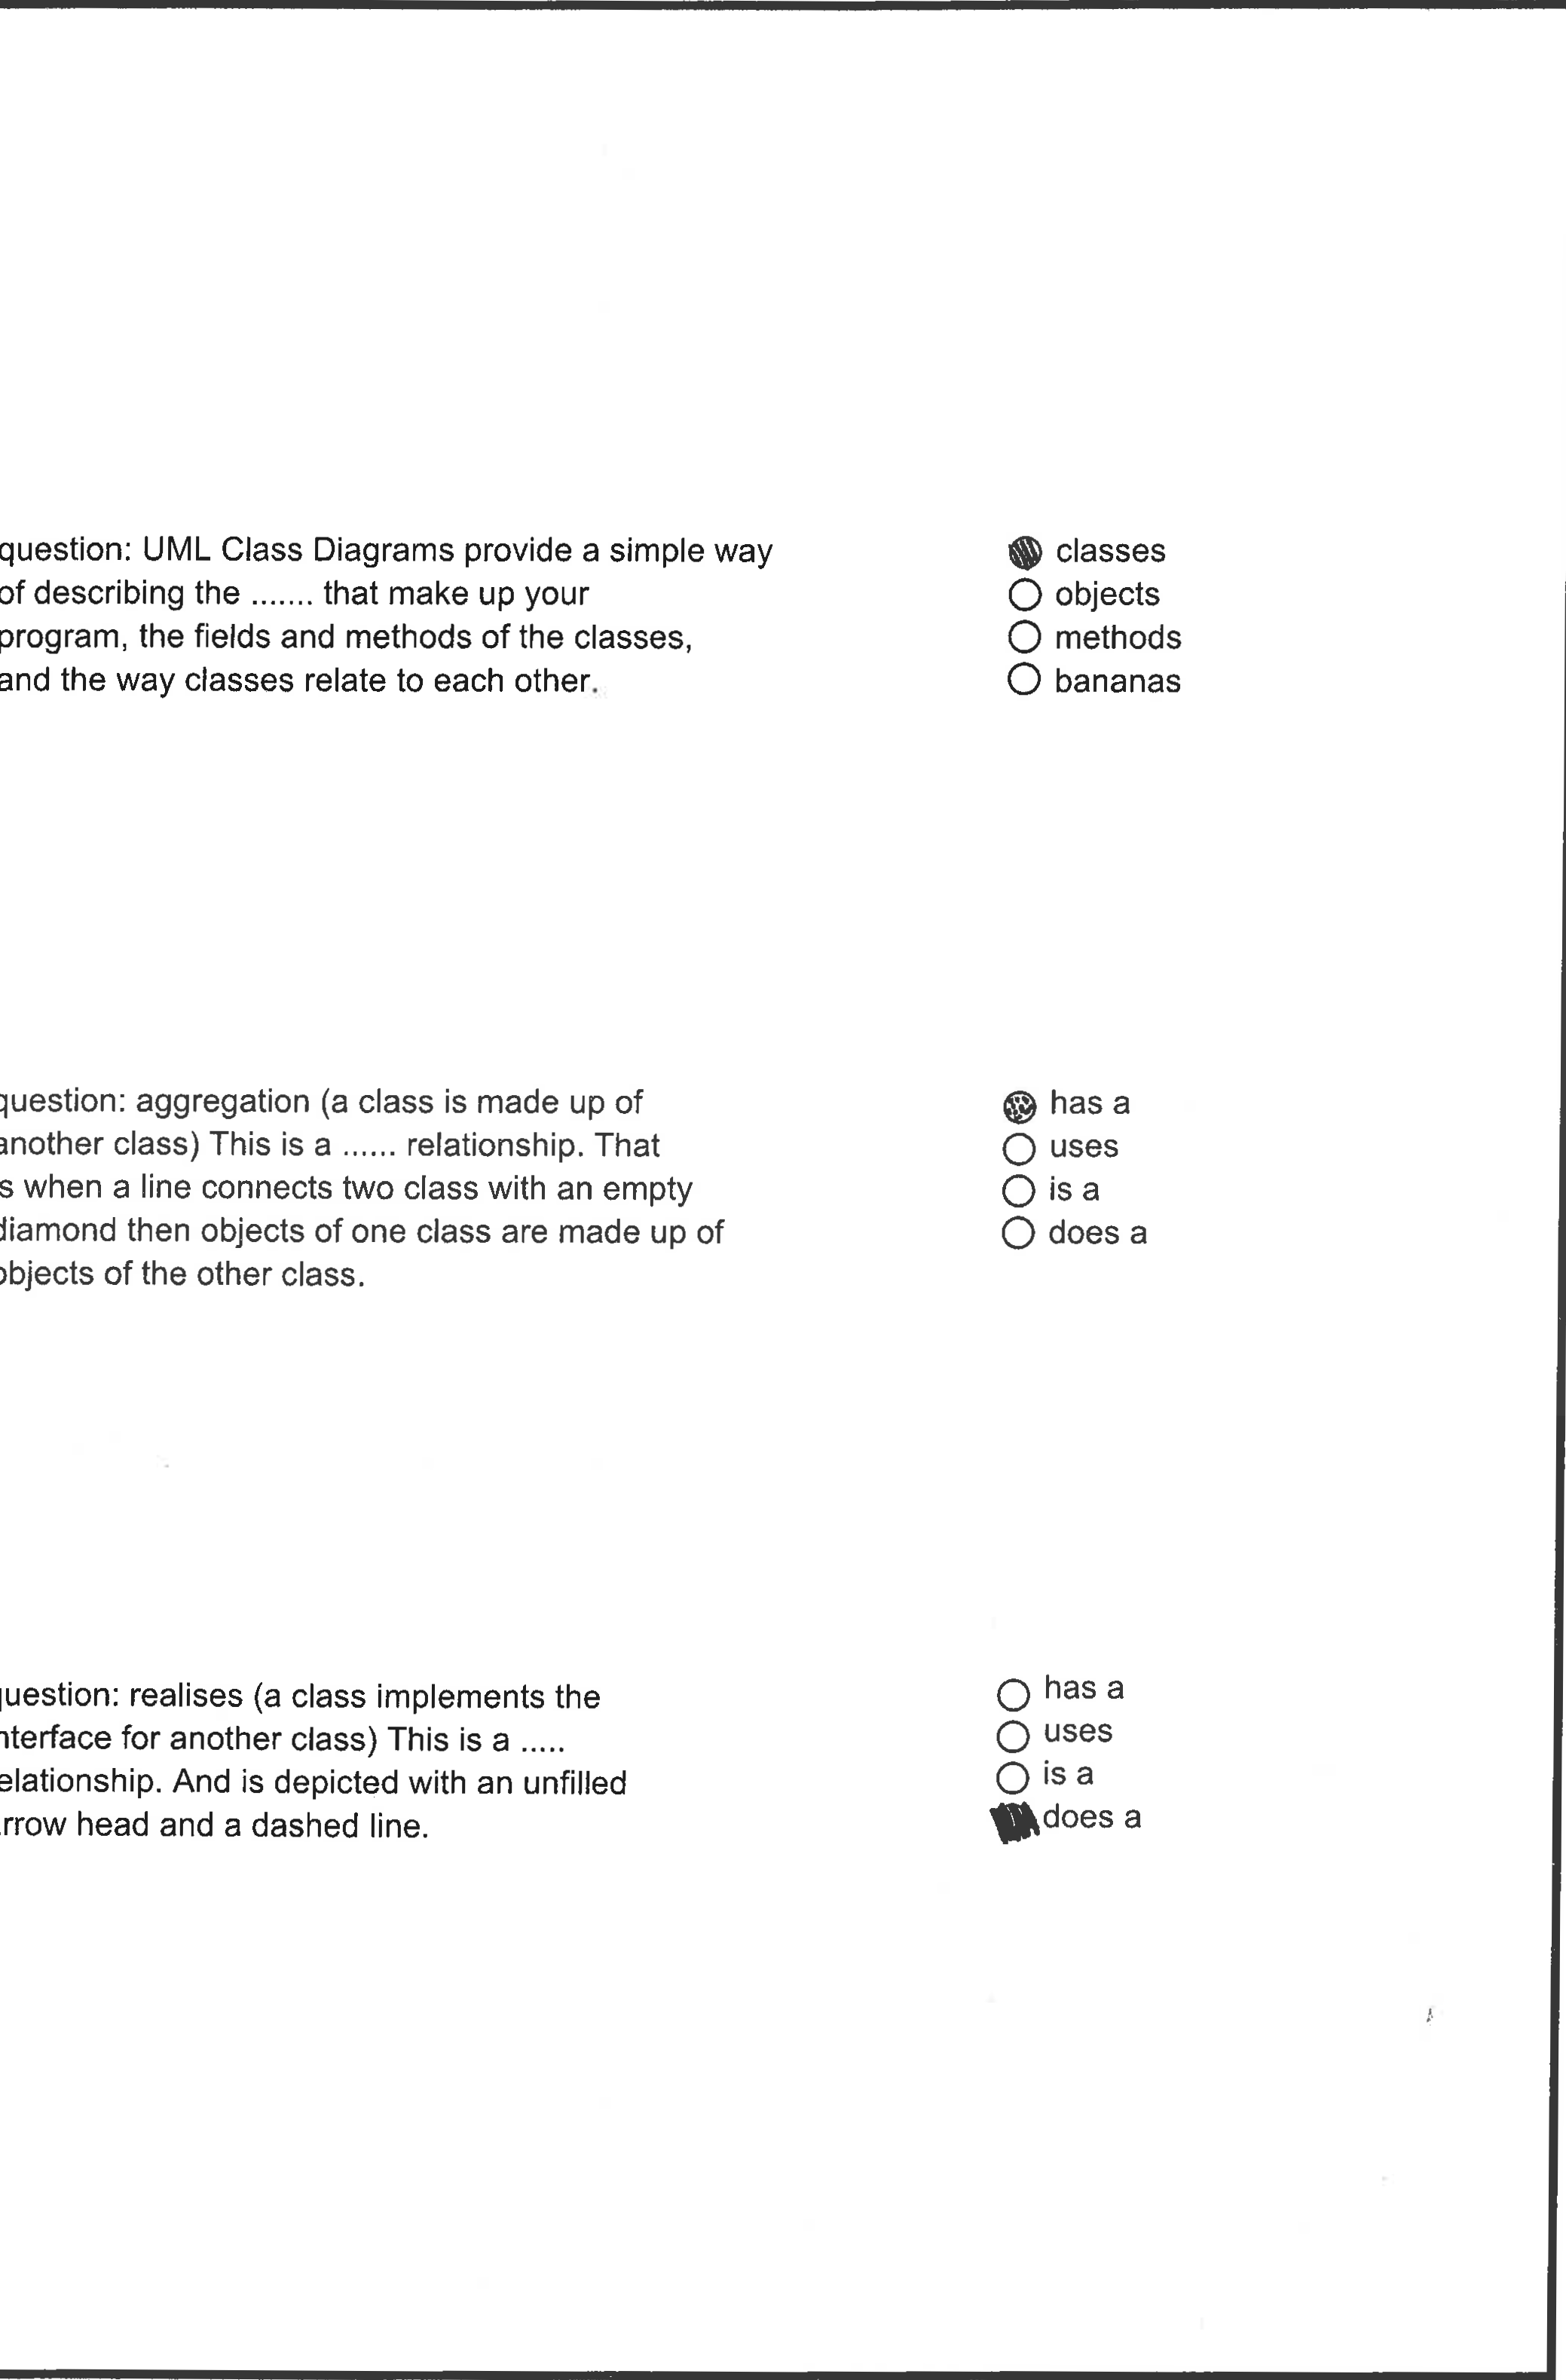 question: UML Class Diagrams provide a simple way
of describing the ....... that make up your
program, the fields and methods of the classes,
and the way classes relate to each other.
classes
objects
methods
bananas
question: aggregation (a class is made up of
another class) This is a ...... relationship. That
s when a line connects two class with an empty
diamond then objects of one class are made up of
objects of the other class.
has a
uses
is a
does a
uestion: realises (a class implements the
nterface for another class) This is a .....
elationship. And is depicted with an unfilled
rrow head and a dashed line.
has a
uses
is a
does a